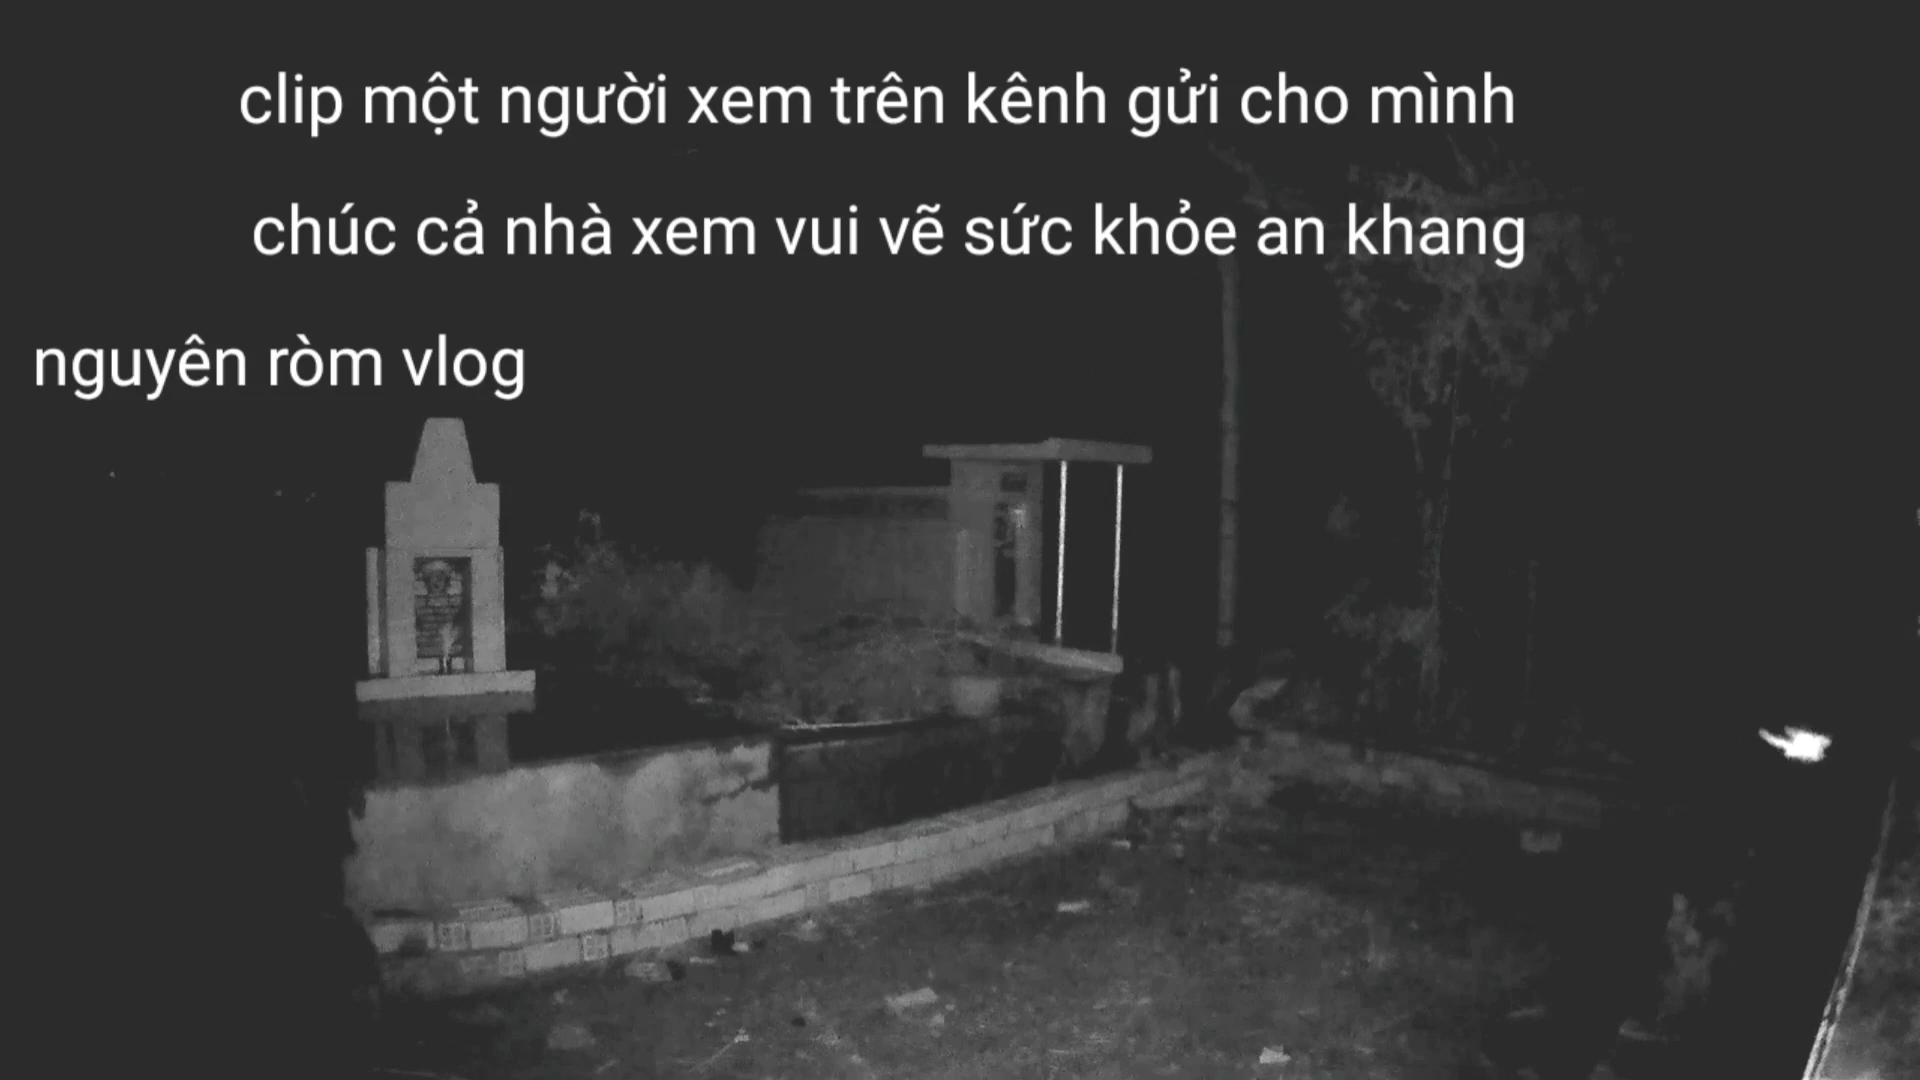 clip một người xem trên kênh gửi cho mình
chúc cả nhà xem vui vẽ sức khỏe an khang
nguyên ròm vlog